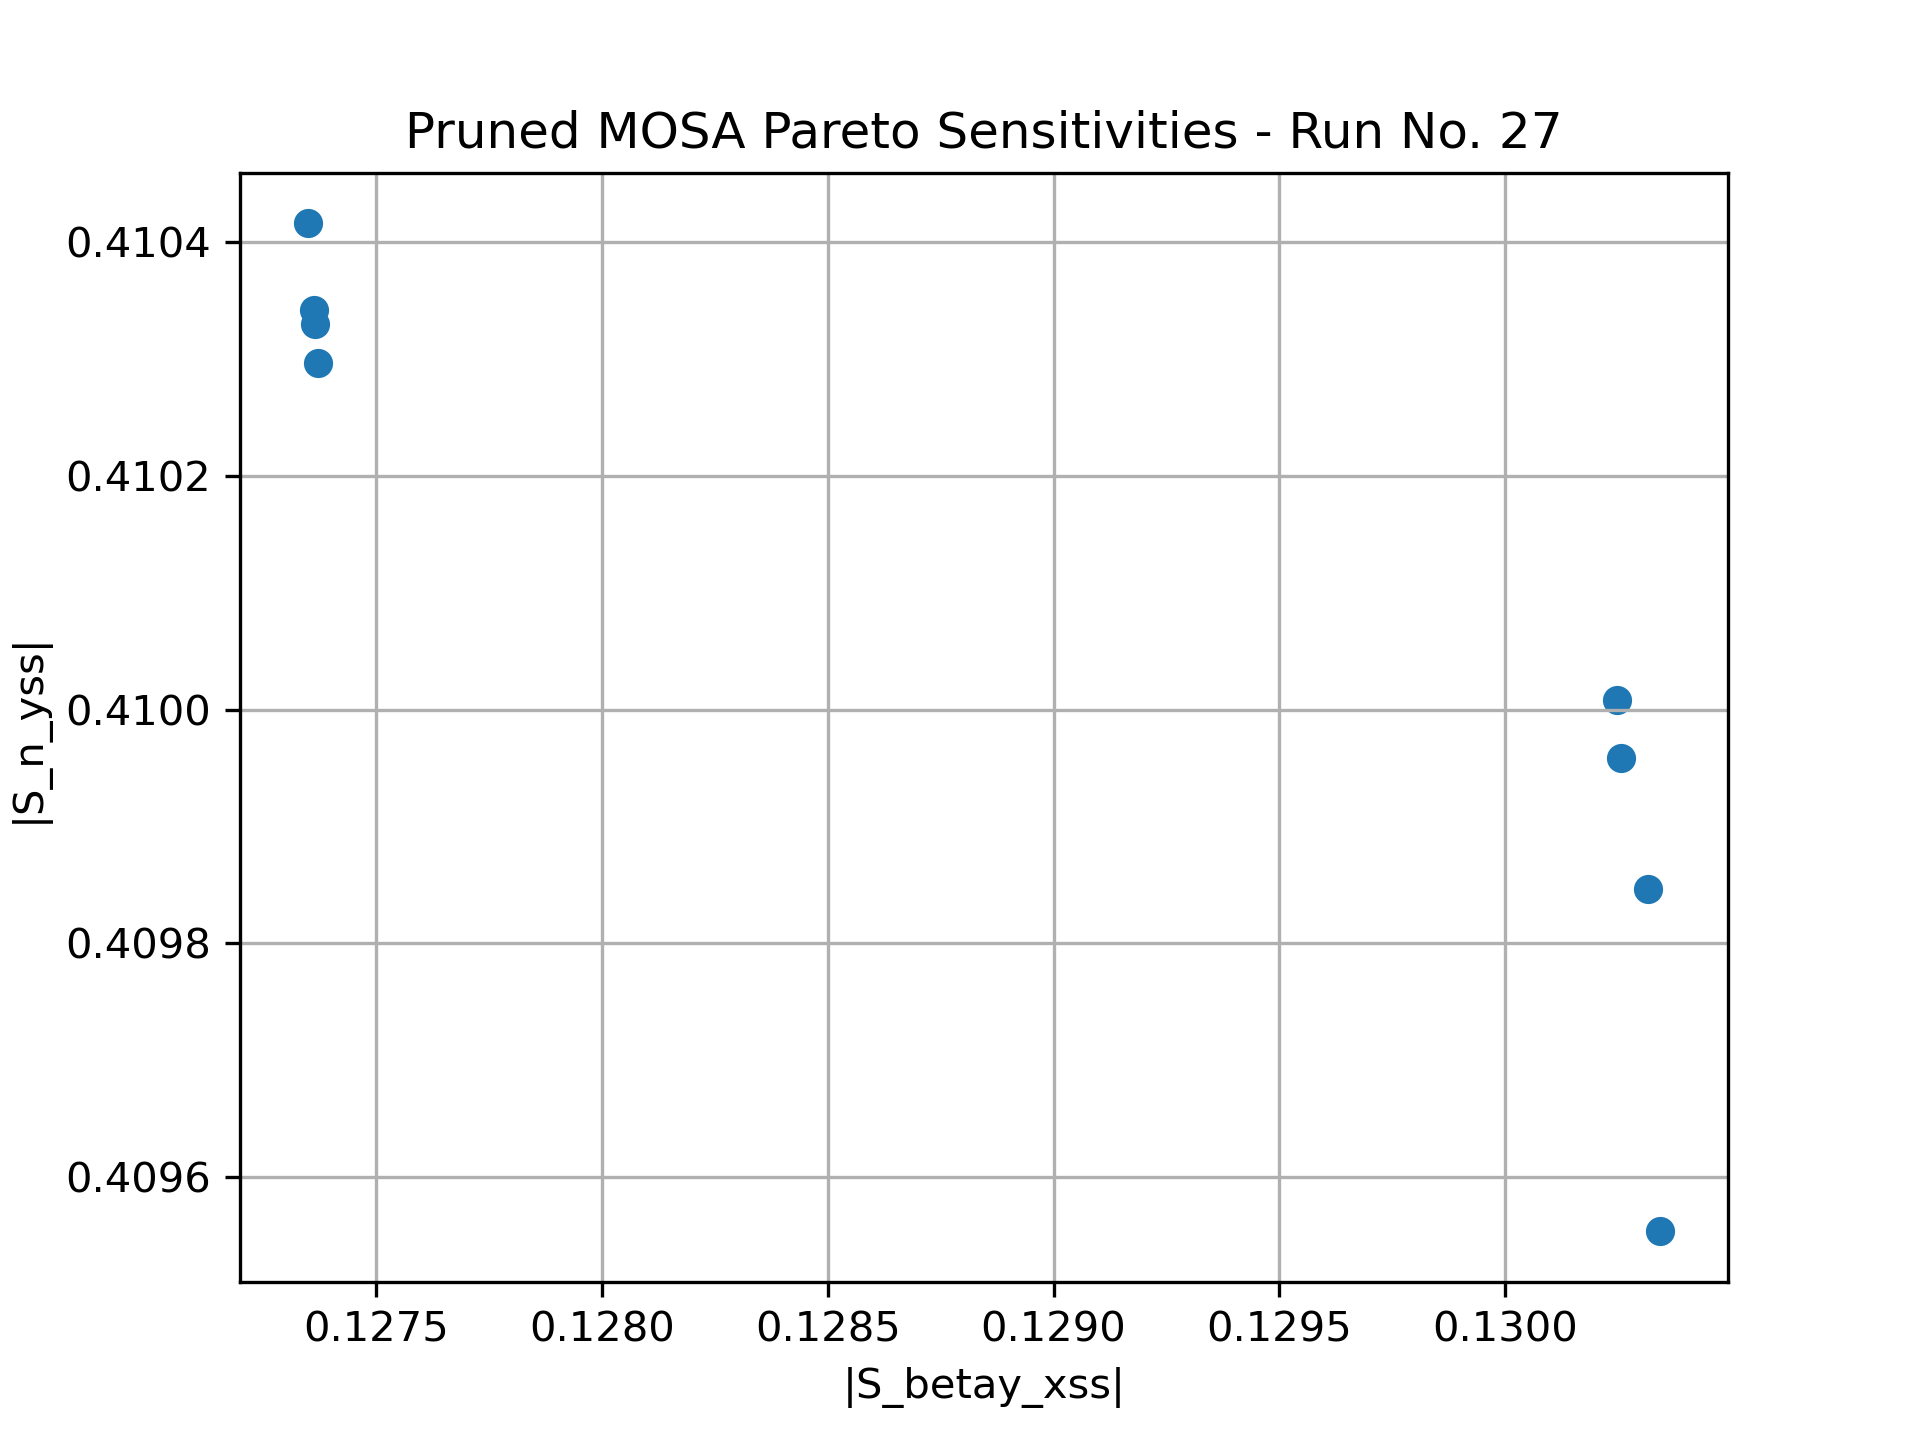 Pruned MOSA Pareto Sensitivities - Run No. 27
0.4104
0.4102
0.4100
0.4098
0.4096
|S_n_yss|
0.1275 0.1280 0.1285 0.1290 0.1295 0.1300
|S_betay_xss|